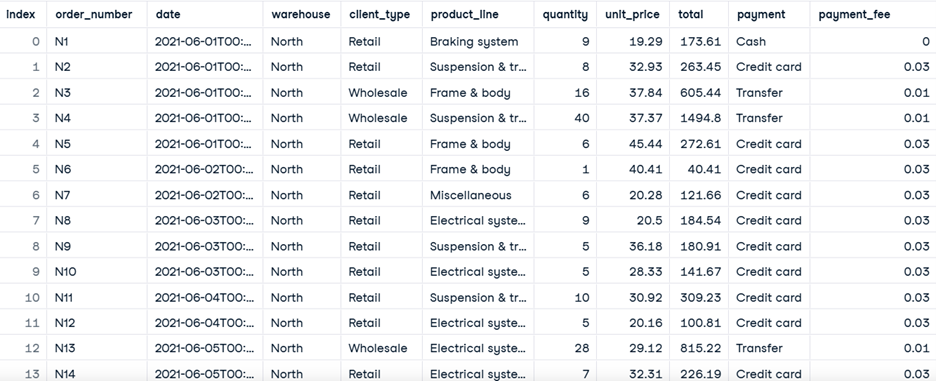 Index order_number date warehouse client_type product_line quantity unit_price total payment payment_fee
0 N1 2021-06-01T00:... North Retail Braking system 9 19.29 173.61 Cash 0
1 N2 2021-06-01T00:... North Retail Suspension & tr... 8 32.93 263.45 Credit card 0.03
2 N3 2021-06-01T00:... North Wholesale Frame & body 16 37.84 605.44 Transfer 0.01
3 N4 2021-06-01T00:... North Wholesale Suspension & tr... 40 37.37 1494.8 Transfer 0.01
4 N5 2021-06-01T00:... North Retail Frame & body 6 45.44 272.61 Credit card 0.03
5 N6 2021-06-02T00:... North Retail Frame & body 1 40.41 40.41 Credit card 0.03
6 N7 2021-06-02T00:... North Retail Miscellaneous 6 20.28 121.66 Credit card 0.03
7 N8 2021-06-03T00:... North Retail Electrical syste... 9 20.5 184.54 Credit card 0.03
8 N9 2021-06-03T00:... North Retail Suspension & tr... 5 36.18 180.91 Credit card 0.03
9 N10 2021-06-03T00:... North Retail Electrical syste... 5 28.33 141.67 Credit card 0.03
10 N11 2021-06-04T00:... North Retail Suspension & tr... 10 30.92 309.23 Credit card 0.03
11 N12 2021-06-04T00:... North Retail Electrical syste... 5 20.16 100.81 Credit card 0.03
12 N13 2021-06-05T00:... North Wholesale Electrical syste... 28 29.12 815.22 Transfer 0.01
13 N14 2021-06-05T00:... North Retail Electrical syste... 7 32.31 226.19 Credit card 0.03